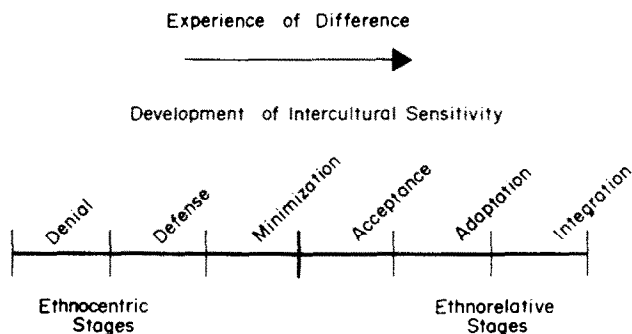 Experience of Difference
Development of Intercultural Sensitivity
Denial
Defense
Minimization
Acceptance
Adaptation
Integration
Ethnocentric
Stages
Ethnorelative
Stages